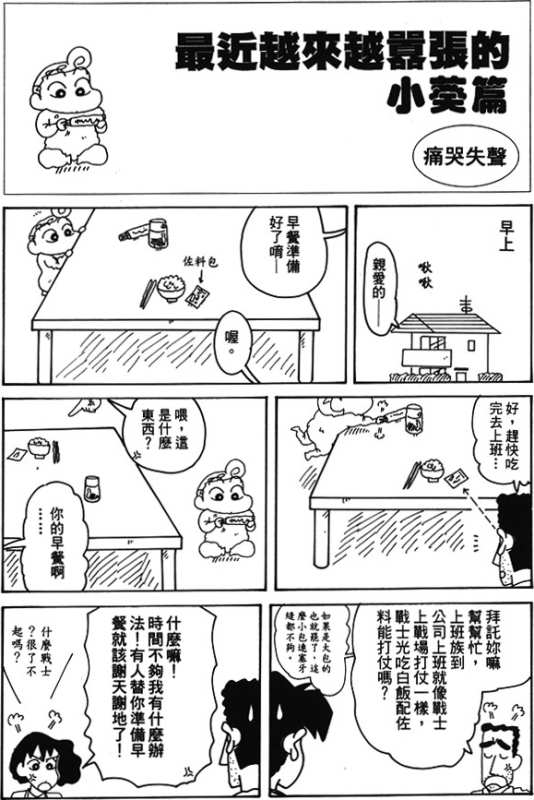 最近越來越囂張的
小葵篇
痛哭失聲
早上
啾
啾
親愛的——
早餐準備
好了唷——
佐料包
喔。
好，趕快吃
完去上班…
喂，這
是什麼
東西？
你的早餐啊
……
拜託妳嘛
幫幫忙，
上班族到
公司上班就像戰士
上戰場打仗一樣，
戰士光吃白飯配佐
料能打仗嗎？
如果是大包的
也就罷了，這
麼小包連塞牙
縫都不夠。
什麼嘛！
時間不夠我有什麼辦
法！有人替你準備早
餐就該謝天謝地了！
什麼戰士
？很了不
起嗎？